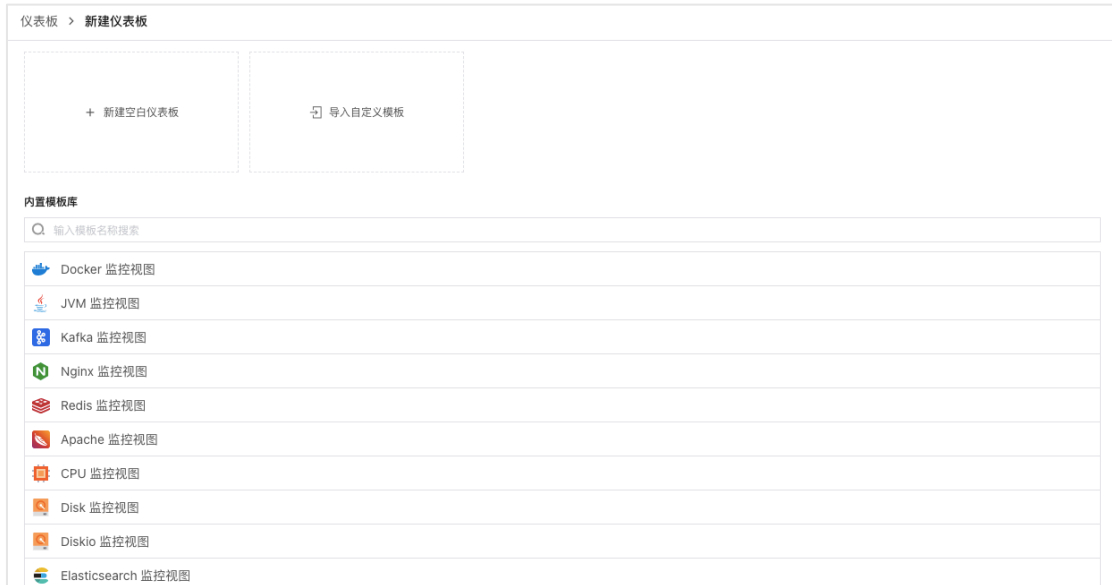 仪表板 > 新建仪表板
+ 新建空白仪表板
导入自定义模板
内置模板库
输入模板名称搜索
Docker 监控视图
JVM 监控视图
Kafka 监控视图
Nginx 监控视图
Redis 监控视图
Apache 监控视图
CPU 监控视图
Disk 监控视图
Diskio 监控视图
Elasticsearch 监控视图